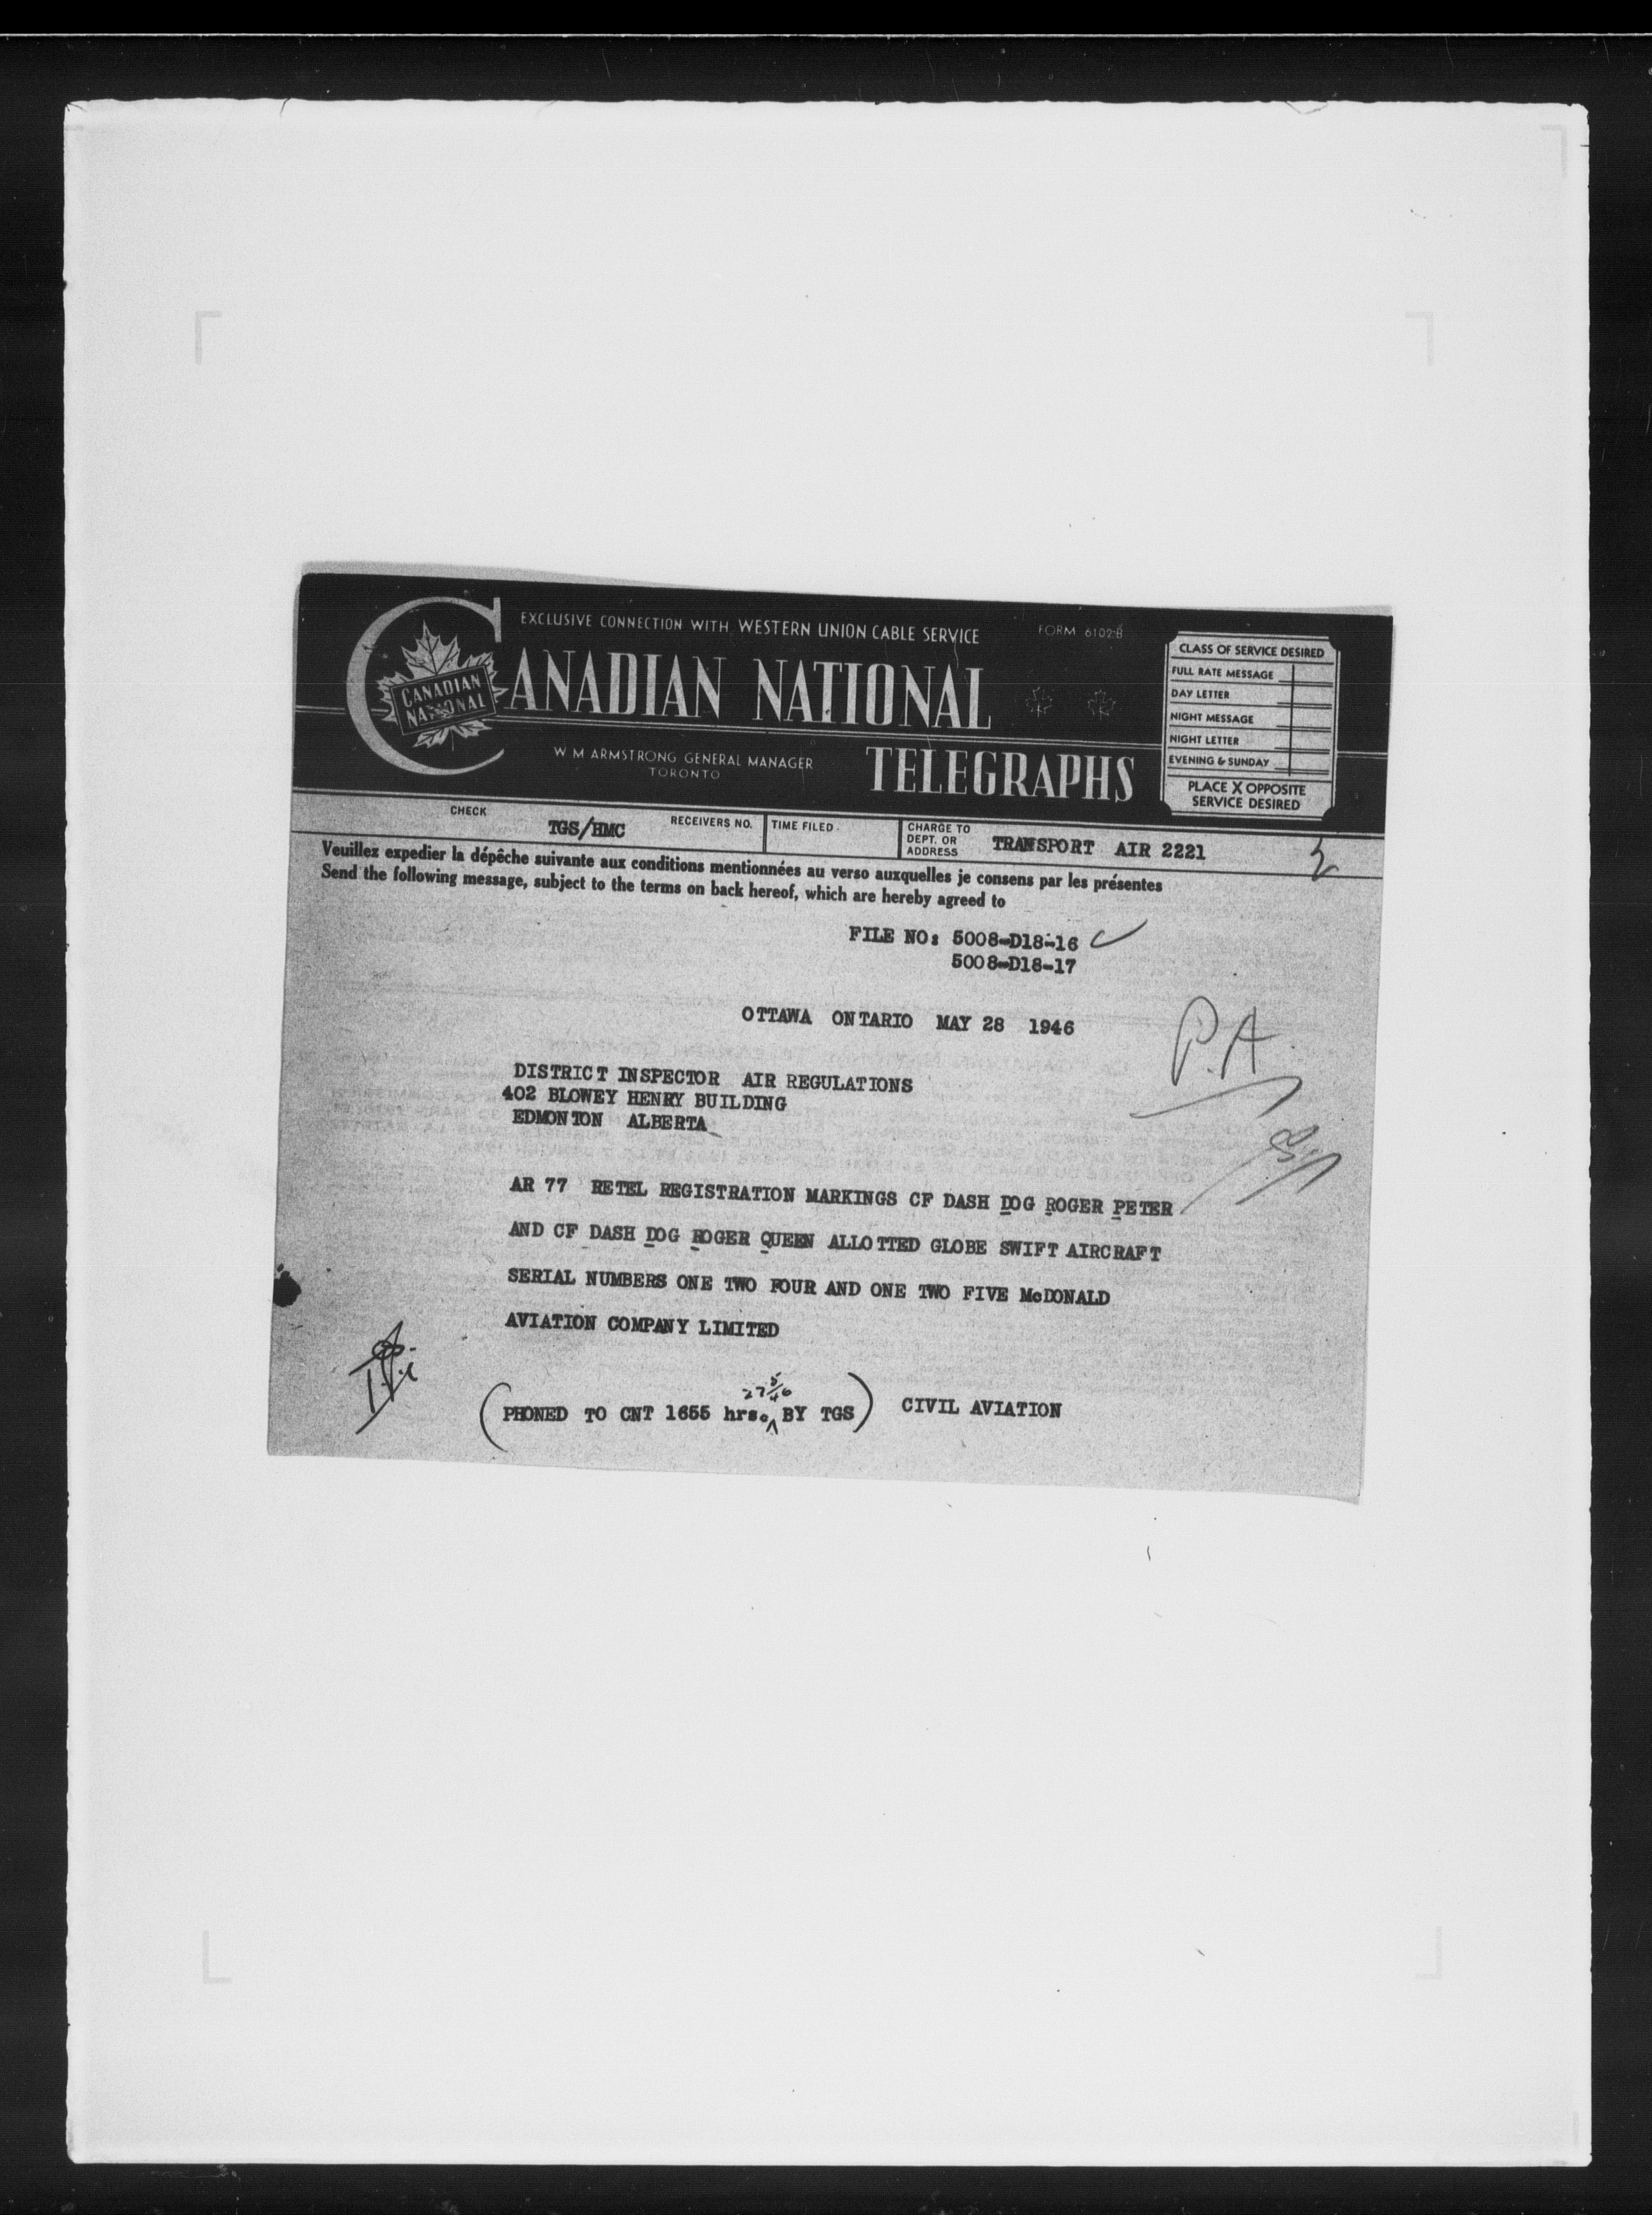 EXCLUSIVE CONNECTION WITH WESTERN UNION CABLE SERVICE
FORM 6102-B
CANADIAN NATIONAL
CANADIAN NATIONAL
TELEGRAPHS
W M ARMSTRONG GENERAL MANAGER
TORONTO
CLASS OF SERVICE DESIRED
FULL RATE MESSAGE
DAY LETTER
NIGHT MESSAGE
NIGHT LETTER
EVENING & SUNDAY
PLACE X OPPOSITE
SERVICE DESIRED
CHECK
TGS/HMC
RECEIVERS NO.
TIME FILED
CHARGE TO
DEPT. OR
ADDRESS
TRANSPORT AIR 2221
Veuillez expedier la dépêche suivante aux conditions mentionnées au verso auxquelles je consens par les présentes
Send the following message, subject to the terms on back hereof, which are hereby agreed to
FILE NO: 5008-D18-16
5008-D18-17
OTTAWA ONTARIO MAY 28 1946
P.A.
DISTRICT INSPECTOR AIR REGULATIONS
402 BLOWEY HENRY BUILDING
EDMONTON ALBERTA
AR 77 RETEL REGISTRATION MARKINGS CF DASH DOG ROGER PETER
AND CF DASH DOG ROGER QUEEN ALLOTTED GLOBE SWIFT AIRCRAFT
SERIAL NUMBERS ONE TWO FOUR AND ONE TWO FIVE McDONALD
AVIATION COMPANY LIMITED
27 5/46
(PHONED TO CNT 1655 hrs. BY TGS) CIVIL AVIATION